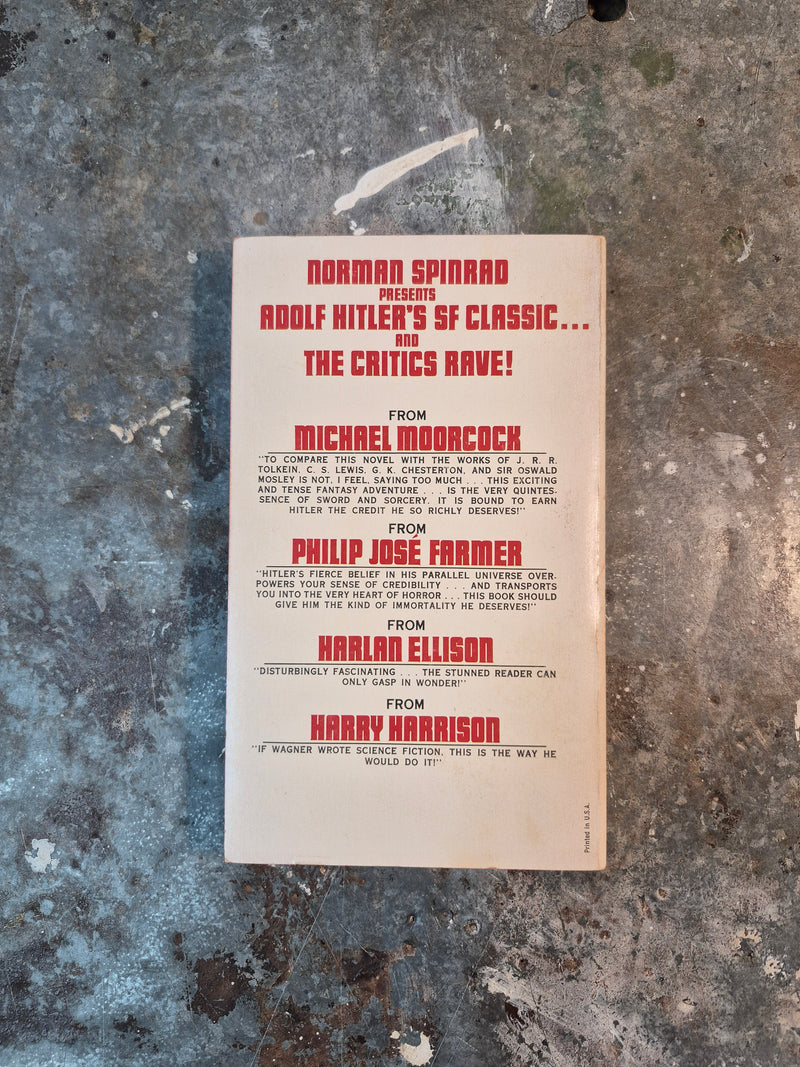 NORMAN SPINRAD
PRESENTS
ADOLF HITLER'S SF CLASSIC...
AND
THE CRITICS RAVE!
FROM
MICHAEL MOORCOCK
"TO COMPARE THIS NOVEL WITH THE WORKS OF J. R. R.
TOLKEIN, C. S. LEWIS, G. K. CHESTERTON, AND SIR OSWALD
MOSLEY IS NOT, I FEEL, SAYING TOO MUCH . . . THIS EXCITING
AND TENSE FANTASY ADVENTURE . . . IS THE VERY QUINTES-
SENCE OF SWORD AND SORCERY. IT IS BOUND TO EARN
HITLER THE CREDIT HE SO RICHLY DESERVES!"
FROM
PHILIP JOSÉ FARMER
"HITLER'S FIERCE BELIEF IN HIS PARALLEL UNIVERSE OVER-
POWERS YOUR SENSE OF CREDIBILITY . . . AND TRANSPORTS
YOU INTO THE VERY HEART OF HORROR . . . THIS BOOK SHOULD
GIVE HIM THE KIND OF IMMORTALITY HE DESERVES!"
FROM
HARLAN ELLISON
"DISTURBINGLY FASCINATING . . . THE STUNNED READER CAN
ONLY GASP IN WONDER!"
FROM
HARRY HARRISON
"IF WAGNER WROTE SCIENCE FICTION, THIS IS THE WAY HE
WOULD DO IT!"
Printed in U.S.A.